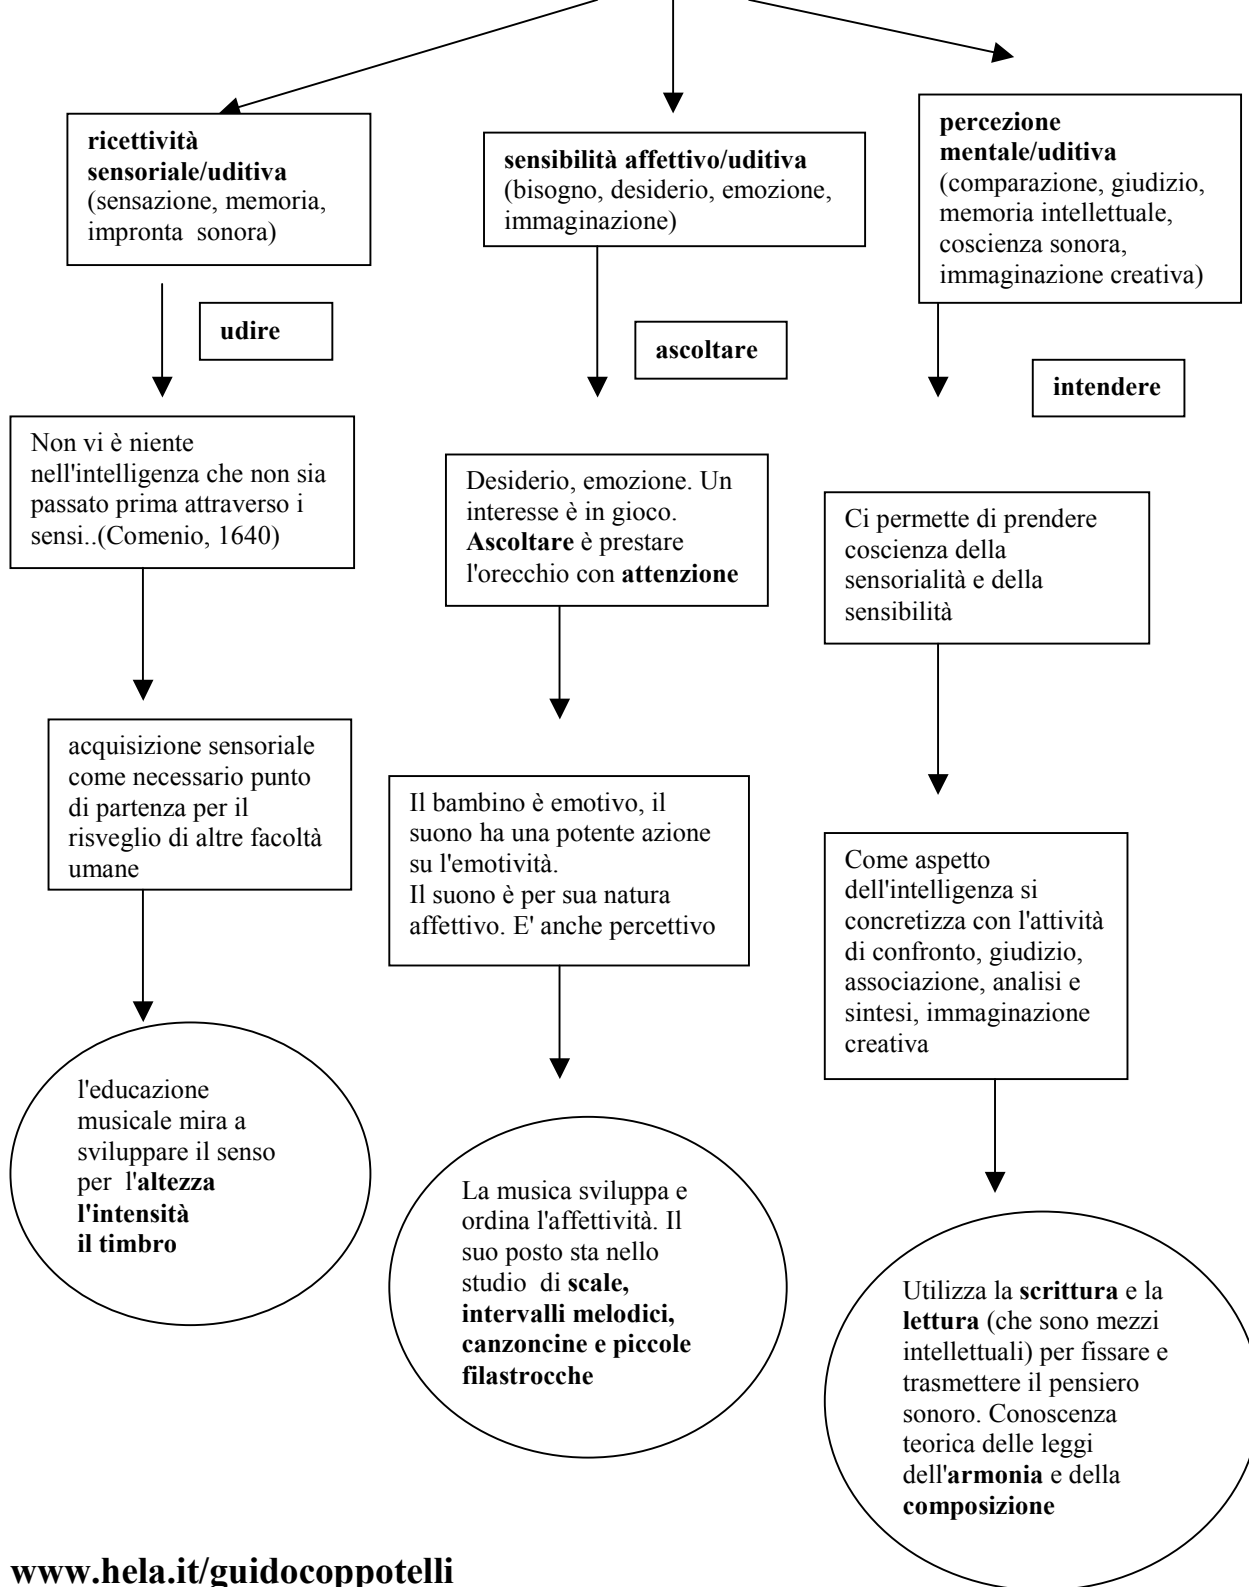 ricettività
sensoriale/uditiva
(sensazione, memoria,
impronta sonora)
udire
Non vi è niente
nell'intelligenza che non sia
passato prima attraverso i
sensi..(Comenio, 1640)
acquisizione sensoriale
come necessario punto
di partenza per il
risveglio di altre facoltà
umane
l'educazione
musicale mira a
sviluppare il senso
per l'altezza
l'intensità
il timbro
sensibilità affettivo/uditiva
(bisogno, desiderio, emozione,
immaginazione)
ascoltare
Desiderio, emozione. Un
interesse è in gioco.
Ascoltare è prestare
l'orecchio con attenzione
Il bambino è emotivo, il
suono ha una potente azione
su l'emotività.
Il suono è per sua natura
affettivo. E' anche percettivo
La musica sviluppa e
ordina l'affettività. Il
suo posto sta nello
studio di scale,
intervalli melodici,
canzoncine e piccole
filastrocche
percezione
mentale/uditiva
(comparazione, giudizio,
memoria intellettuale,
coscienza sonora,
immaginazione creativa)
intendere
Ci permette di prendere
coscienza della
sensorialità e della
sensibilità
Come aspetto
dell'intelligenza si
concretizza con l'attività
di confronto, giudizio,
associazione, analisi e
sintesi, immaginazione
creativa
Utilizza la scrittura e la
lettura (che sono mezzi
intellettuali) per fissare e
trasmettere il pensiero
sonoro. Conoscenza
teorica delle leggi
dell'armonia e della
composizione
www.hela.it/guidocoppotelli